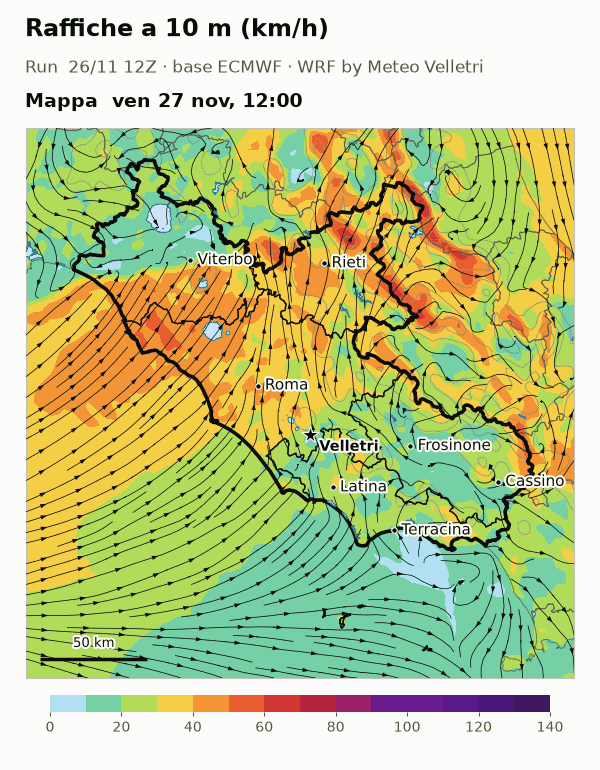 Raffiche a 10 m (km/h)
Run 26/11 12Z · base ECMWF · WRF by Meteo Velletri
Mappa ven 27 nov, 12:00
Viterbo
Rieti
Roma
Velletri
Frosinone
Latina
Cassino
Terracina
50 km
0 20 40 60 80 100 120 140